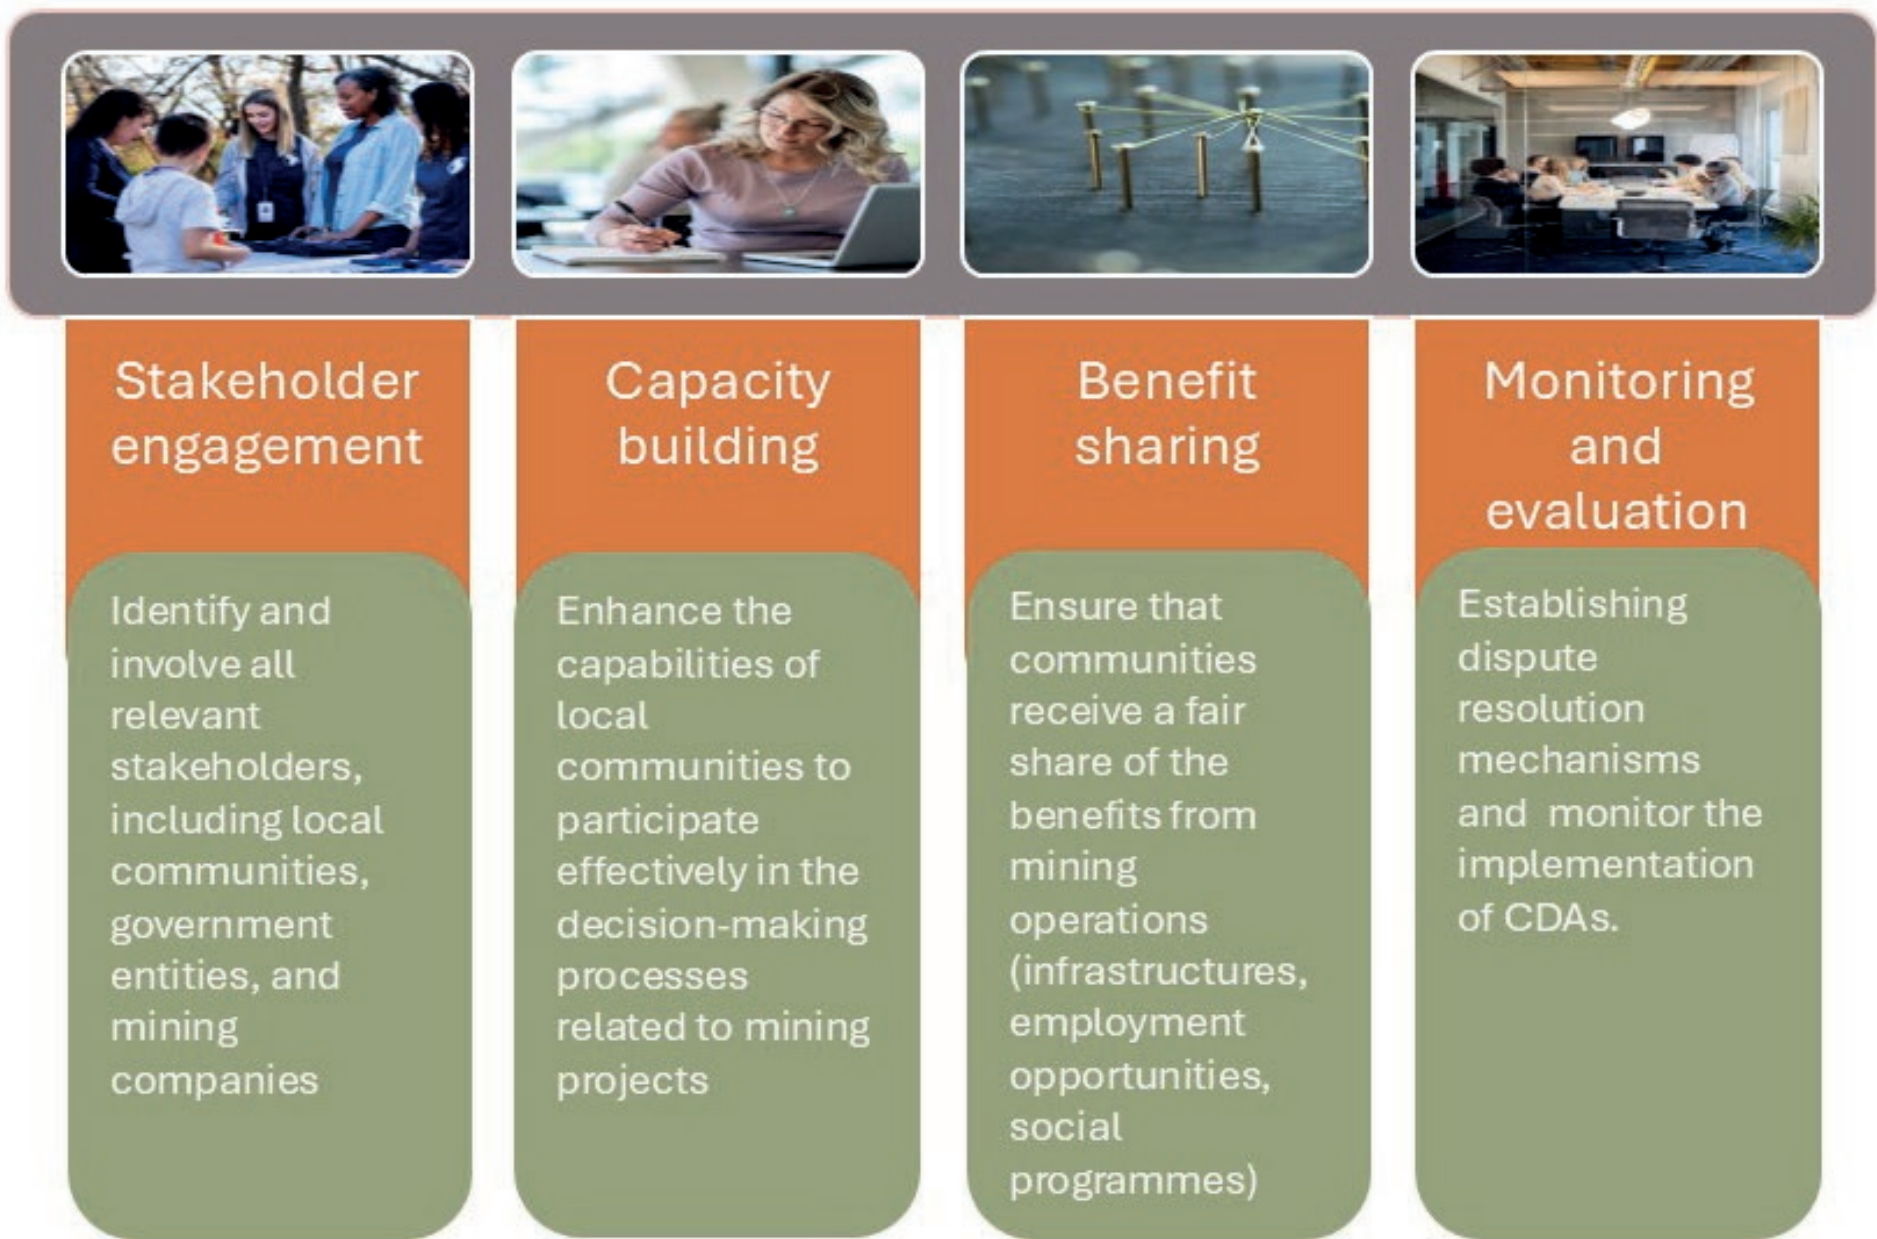 Stakeholder
engagement
Identify and
involve all
relevant
stakeholders,
including local
communities,
government
entities, and
mining
companies
Capacity
building
Enhance the
capabilities of
local
communities to
participate
effectively in the
decision-making
processes
related to mining
projects
Benefit
sharing
Ensure that
communities
receive a fair
share of the
benefits from
mining
operations
(infrastructures,
employment
opportunities,
social
programmes)
Monitoring
and
evaluation
Establishing
dispute
resolution
mechanisms
and  monitor the
implementation
of CDAs.